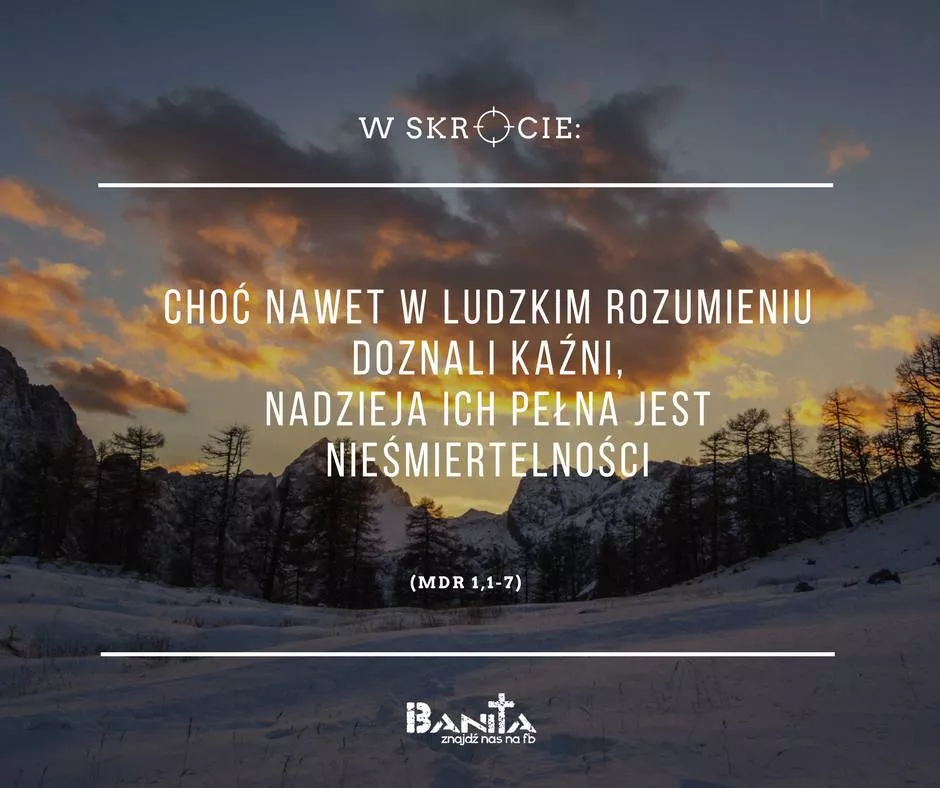 W SKRÓCIE:
CHOĆ NAWET W LUDZKIM ROZUMIENIU
DOZNALI KAŹNI,
NADZIEJA ICH PEŁNA JEST
NIEŚMIERTELNOŚCI
(MDR 1,1-7)
BANITA
znajdź nas na fb